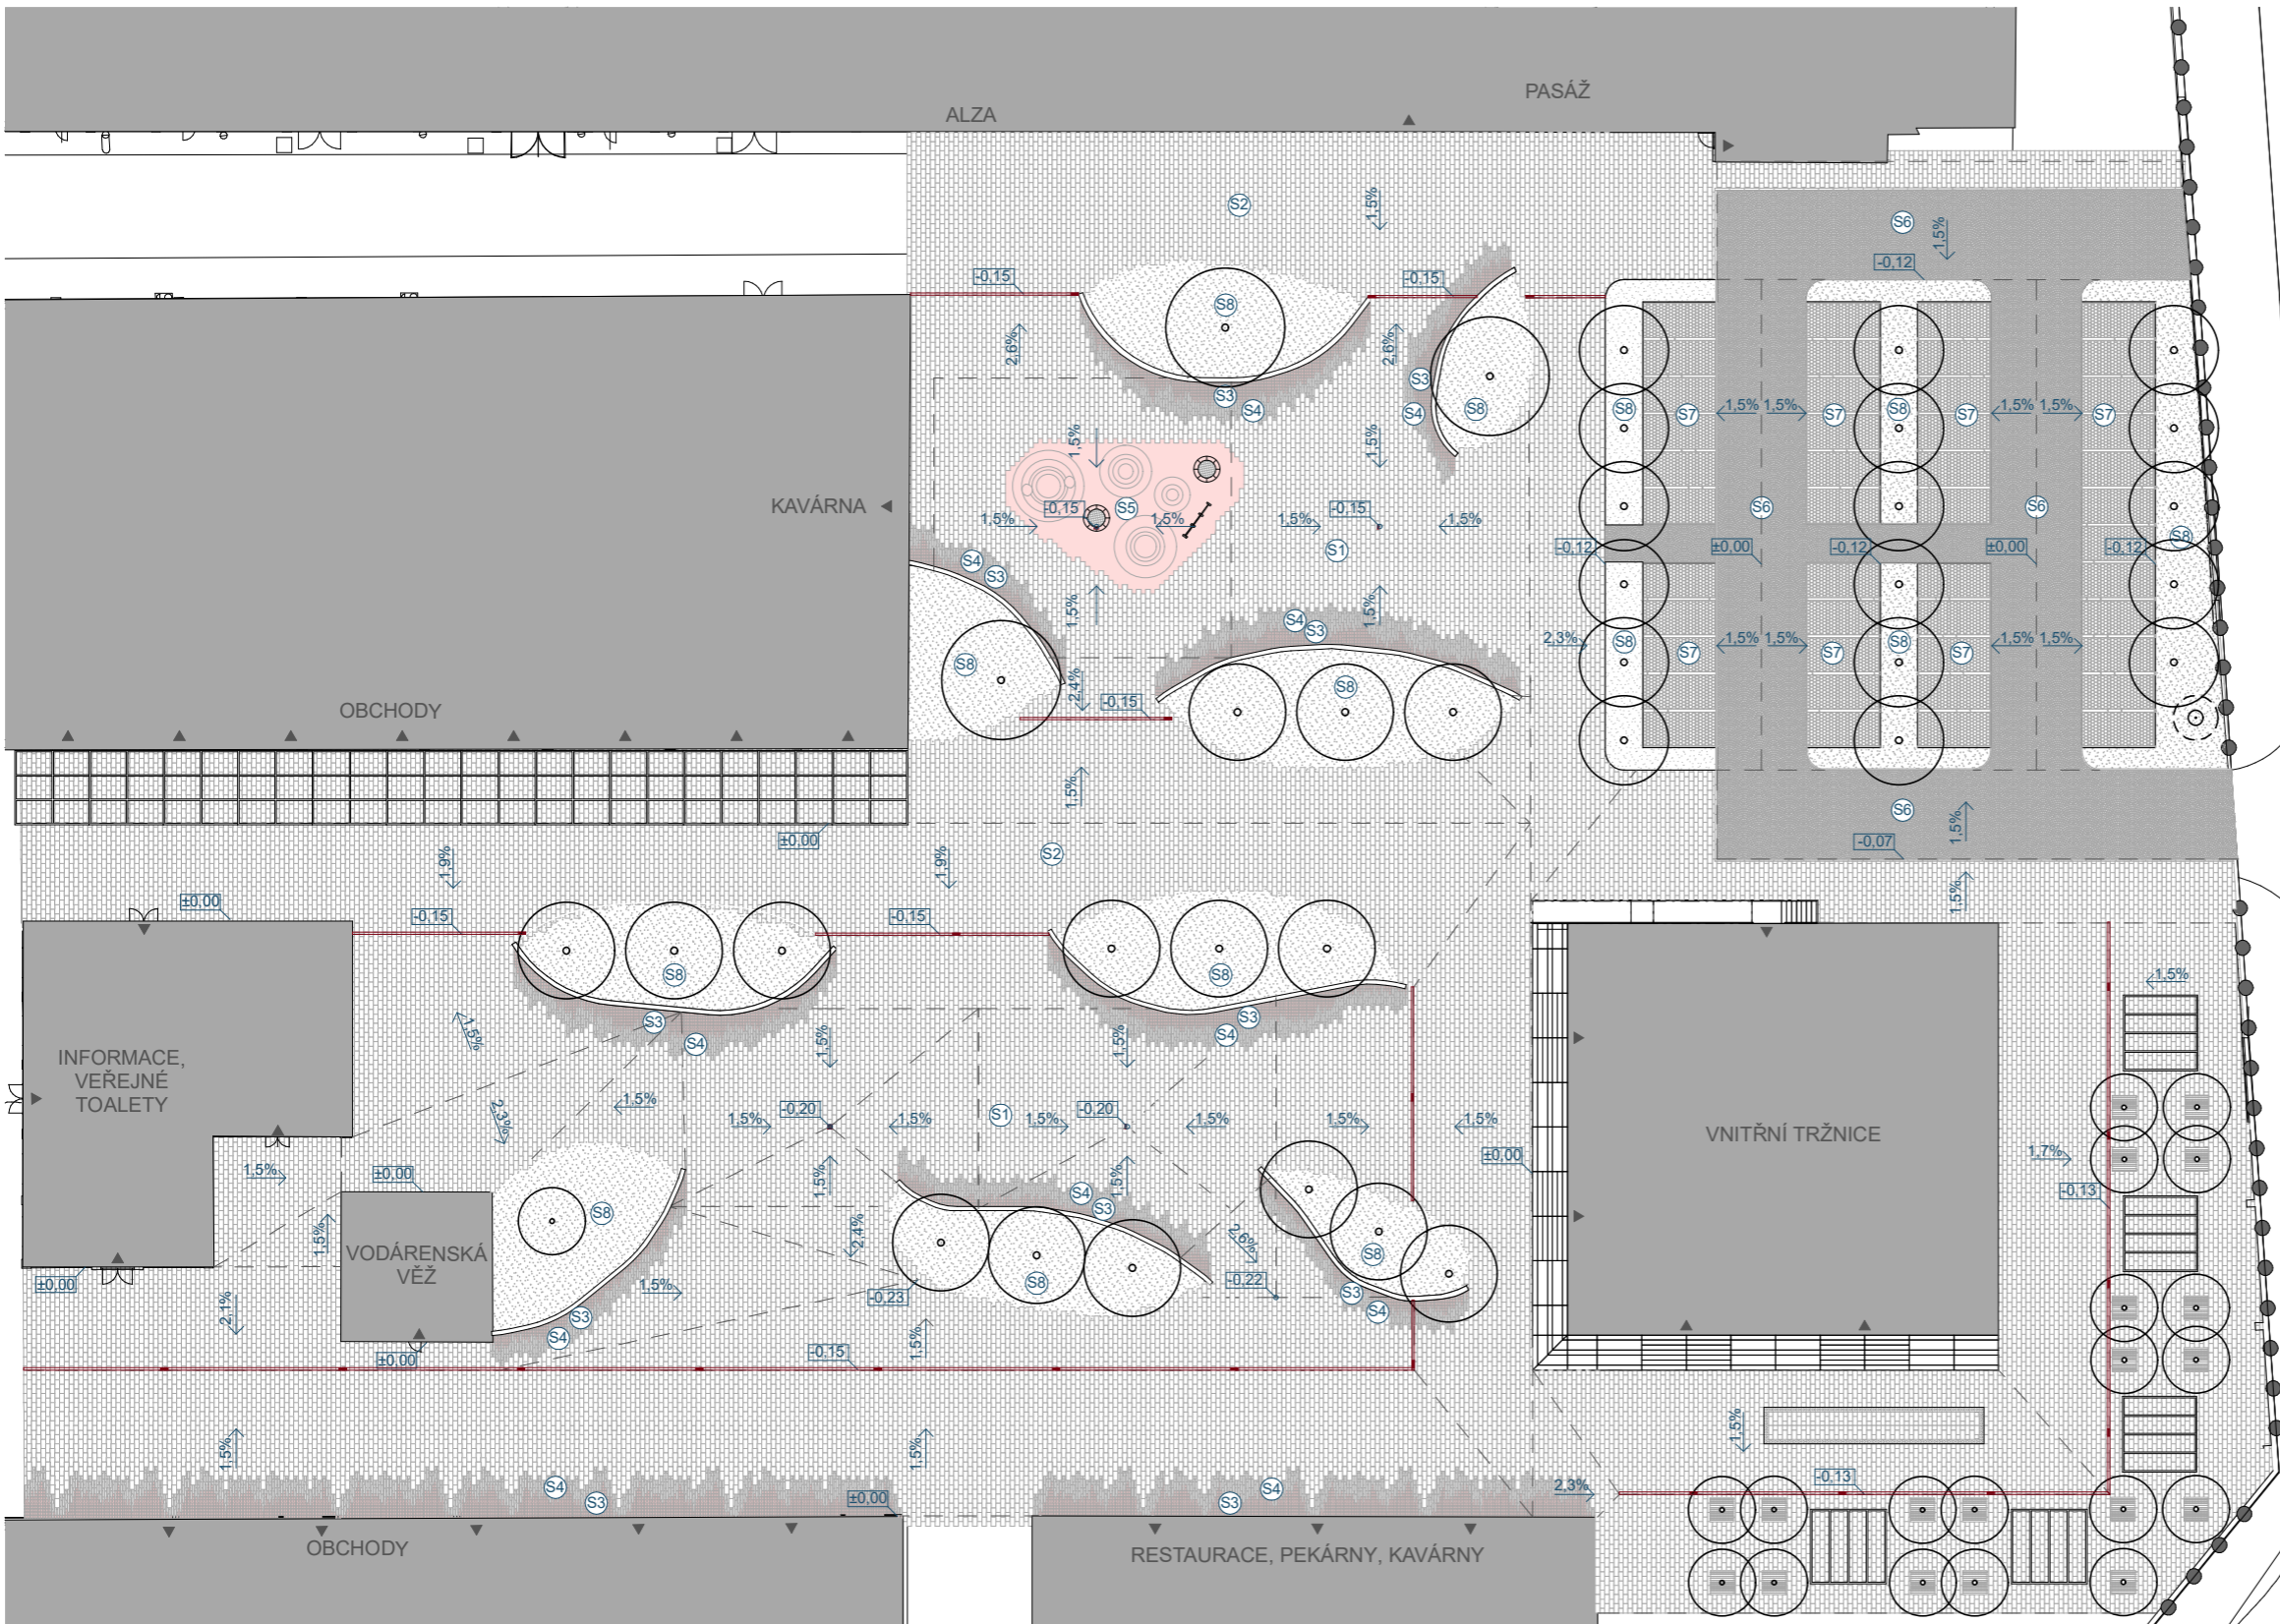 PASÁŽ
ALZA
1,5%
S2
S6
1,5%
-0,12
-0,15
-0,15
S8
2,6%
2,6%
S3
S3
S4
S4
S8
S8
S7
1,5%
1,5%
S7
S8
S7
1,5%
1,5%
S7
1,5%
1,5%
KAVÁRNA
-0,15
S5
-0,15
S6
S6
1,5%
1,5%
1,5%
1,5%
S8
S1
-0,12
±0,00
-0,12
±0,00
-0,12
S4
S3
1,5%
1,5%
S4
S3
2,3%
S8
S7
1,5%
1,5%
S7
S8
S7
1,5%
1,5%
S8
2,4%
S8
-0,15
OBCHODY
1,5%
S6
1,5%
±0,00
-0,07
S2
1,9%
1,9%
1,5%
±0,00
-0,15
-0,15
S8
S8
1,5%
1,5%
S3
S3
S4
S4
1,5%
1,5%
INFORMACE,
VEŘEJNÉ
TOALETY
1,5%
-0,20
S1
-0,20
2,3%
1,5%
1,5%
1,5%
1,5%
1,5%
1,5%
VNITŘNÍ TRŽNICE
±0,00
1,7%
1,5%
±0,00
1,5%
1,5%
S4
S3
-0,13
S8
1,5%
2,4%
2,6%
VODÁRENSKÁ
VĚŽ
S8
S8
±0,00
1,5%
-0,23
-0,22
S3
S3
2,1%
S4
S4
1,5%
±0,00
-0,15
1,5%
1,5%
1,5%
-0,13
S4
S3
±0,00
S4
S3
2,3%
OBCHODY
RESTAURACE, PEKÁRNY, KAVÁRNY